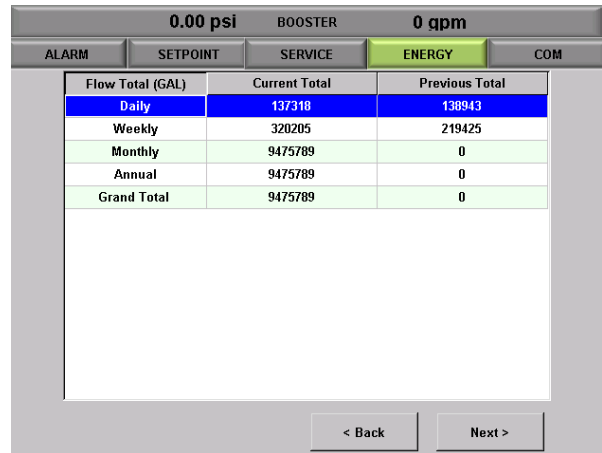 0.00 psi BOOSTER 0 gpm
ALARM SETPOINT SERVICE ENERGY COM
Flow Total (GAL) Current Total Previous Total
Daily 137318 138943
Weekly 320205 219425
Monthly 9475789 0
Annual 9475789 0
Grand Total 9475789 0
< Back Next >